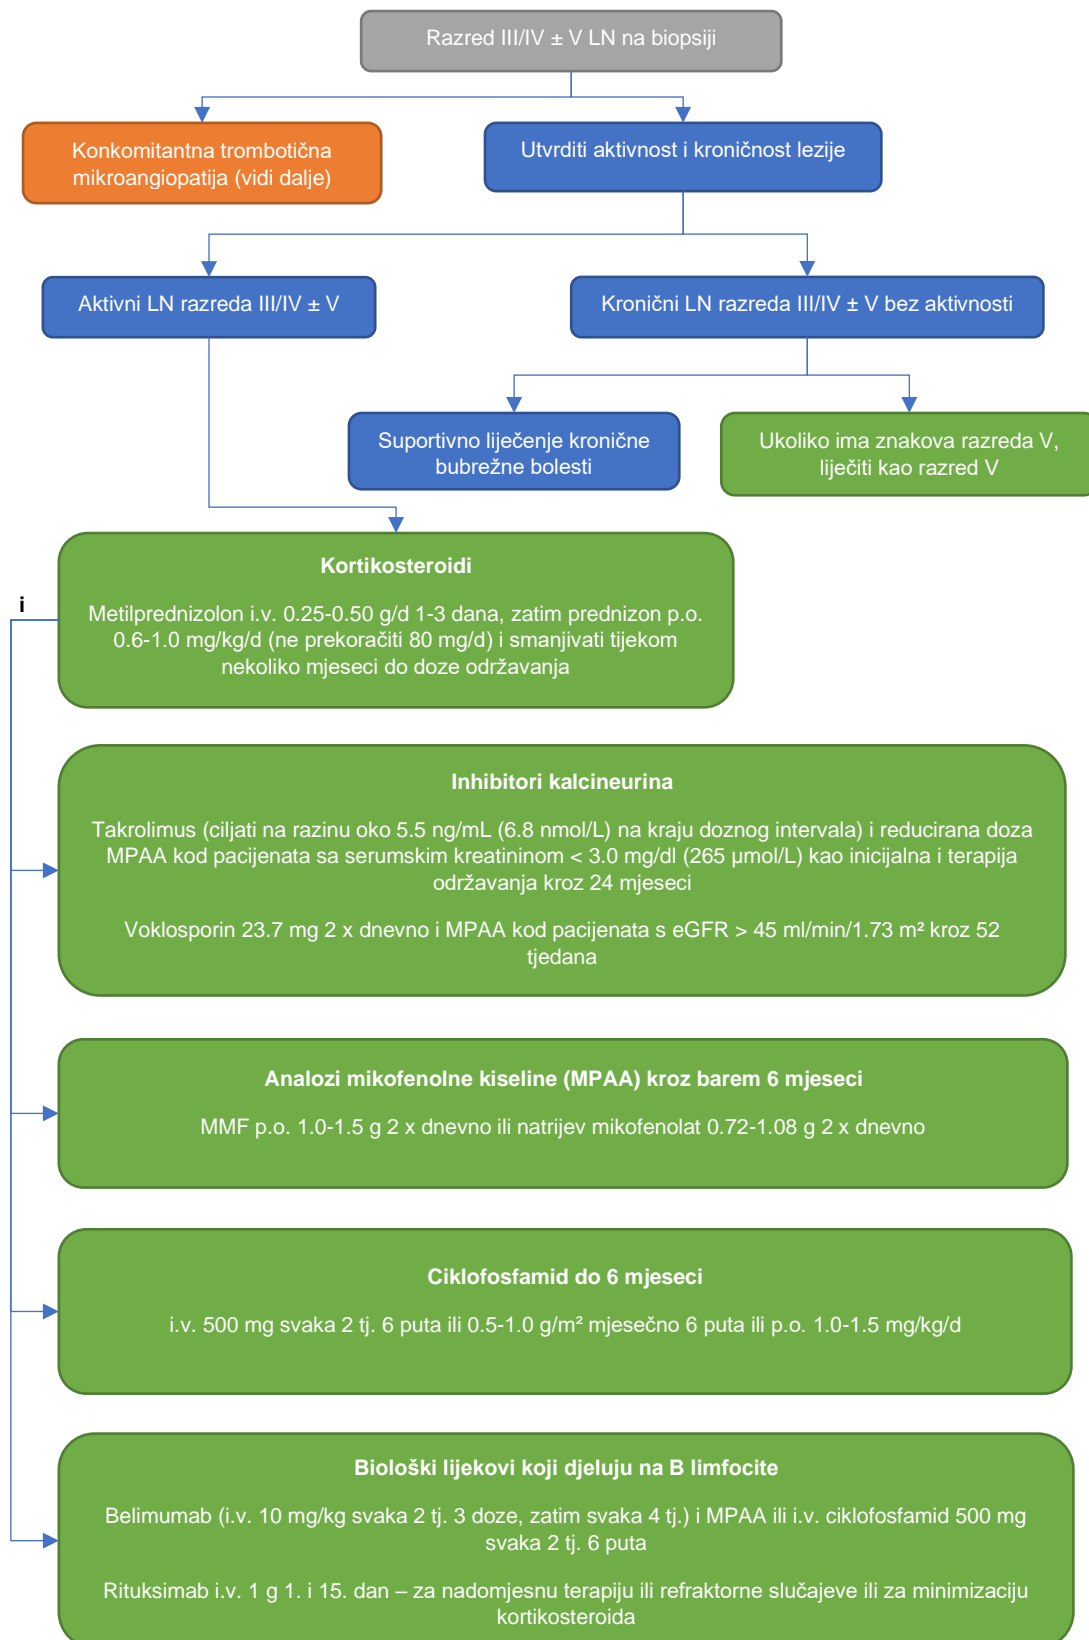 Razred III/IV ± V LN na biopsiji
Konkomitantna trombotična
mikroangiopatija (vidi dalje)
Utvrditi aktivnost i kroničnost lezije
Aktivni LN razreda III/IV ± V
Kronični LN razreda III/IV ± V bez aktivnosti
Suportivno liječenje kronične
bubrežne bolesti
Ukoliko ima znakova razreda V,
liječiti kao razred V
i
Kortikosteroidi
Metilprednizolon i.v. 0.25-0.50 g/d 1-3 dana, zatim prednizon p.o.
0.6-1.0 mg/kg/d (ne prekoračiti 80 mg/d) i smanjivati tijekom
nekoliko mjeseci do doze održavanja
Inhibitori kalcineurina
Takrolimus (ciljati na razinu oko 5.5 ng/mL (6.8 nmol/L) na kraju doznog intervala) i reducirana doza
MPAA kod pacijenata sa serumskim kreatininom < 3.0 mg/dl (265 µmol/L) kao inicijalna i terapija
održavanja kroz 24 mjeseci
Voklosporin 23.7 mg 2 x dnevno i MPAA kod pacijenata s eGFR > 45 ml/min/1.73 m² kroz 52
tjedana
Analozi mikofenolne kiseline (MPAA) kroz barem 6 mjeseci
MMF p.o. 1.0-1.5 g 2 x dnevno ili natrijev mikofenolat 0.72-1.08 g 2 x dnevno
Ciklofosfamid do 6 mjeseci
i.v. 500 mg svaka 2 tj. 6 puta ili 0.5-1.0 g/m² mjesečno 6 puta ili p.o. 1.0-1.5 mg/kg/d
Biološki lijekovi koji djeluju na B limfocite
Belimumab (i.v. 10 mg/kg svaka 2 tj. 3 doze, zatim svaka 4 tj.) i MPAA ili i.v. ciklofosfamid 500 mg
svaka 2 tj. 6 puta
Rituksimab i.v. 1 g 1. i 15. dan – za nadomjesnu terapiju ili refraktorne slučajeve ili za minimizaciju
kortikosteroida